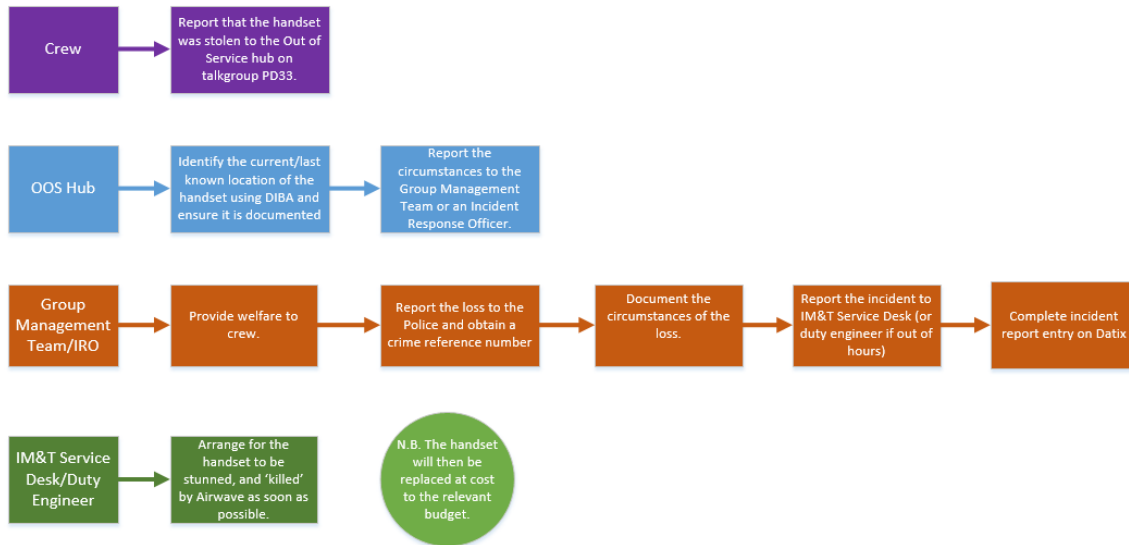 Crew
Report that the handset
was stolen to the Out of
Service hub on
talkgroup PD33.
OOS Hub
Identify the current/last
known location of the
handset using DIBA and
ensure it is documented
Report the
circumstances to the
Group Management
Team or an Incident
Response Officer.
Group
Management
Team/IRO
Provide welfare to
crew.
Report the loss to the
Police and obtain a
crime reference number
Document the
circumstances of the
loss.
Report the incident to
IM&T Service Desk (or
duty engineer if out of
hours)
Complete incident
report entry on Datix
IM&T Service
Desk/Duty
Engineer
Arrange for the
handset to be
stunned, and ‘killed’
by Airwave as soon as
possible.
N.B. The handset
will then be
replaced at cost
to the relevant
budget.